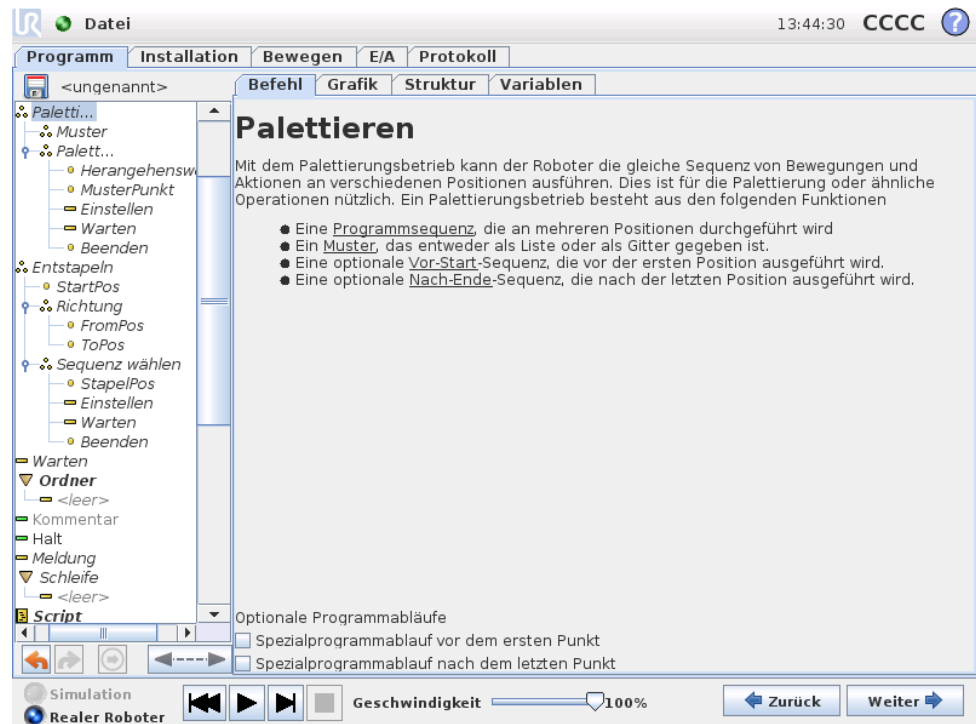 UR Datei 13:44:30 CCCC ?
Programm Installation Bewegen E/A Protokoll
<ungenannt>
Befehl Grafik Struktur Variablen
Paletti...
Muster
Palett...
Herangehensw
MusterPunkt
Einstellen
Warten
Beenden
Entstapeln
StartPos
Richtung
FromPos
ToPos
Sequenz wählen
StapelPos
Einstellen
Warten
Beenden
Warten
Ordner
<leer>
Kommentar
Halt
Meldung
Schleife
<leer>
Script
Palettieren
Mit dem Palettierungsbetrieb kann der Roboter die gleiche Sequenz von Bewegungen und
Aktionen an verschiedenen Positionen ausführen. Dies ist für die Palettierung oder ähnliche
Operationen nützlich. Ein Palettierungsbetrieb besteht aus den folgenden Funktionen
Eine Programmsequenz, die an mehreren Positionen durchgeführt wird
Ein Muster, das entweder als Liste oder als Gitter gegeben ist.
Eine optionale Vor-Start-Sequenz, die vor der ersten Position ausgeführt wird.
Eine optionale Nach-Ende-Sequenz, die nach der letzten Position ausgeführt wird.
Optionale Programmabläufe
Spezialprogrammablauf vor dem ersten Punkt
Spezialprogrammablauf nach dem letzten Punkt
Simulation
Realer Roboter
Geschwindigkeit 100%
Zurück Weiter